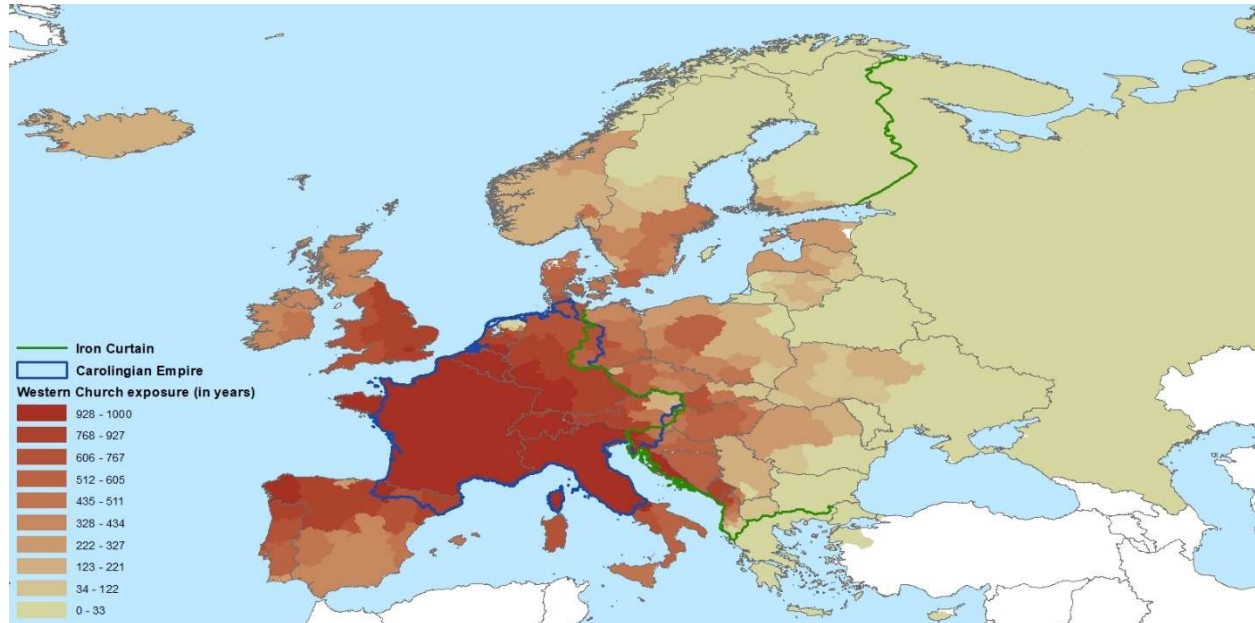 Iron Curtain
Carolingian Empire
Western Church exposure (in years)
928 - 1000
768 - 927
606 - 767
512 - 605
435 - 511
328 - 434
222 - 327
123 - 221
34 - 122
0 - 33